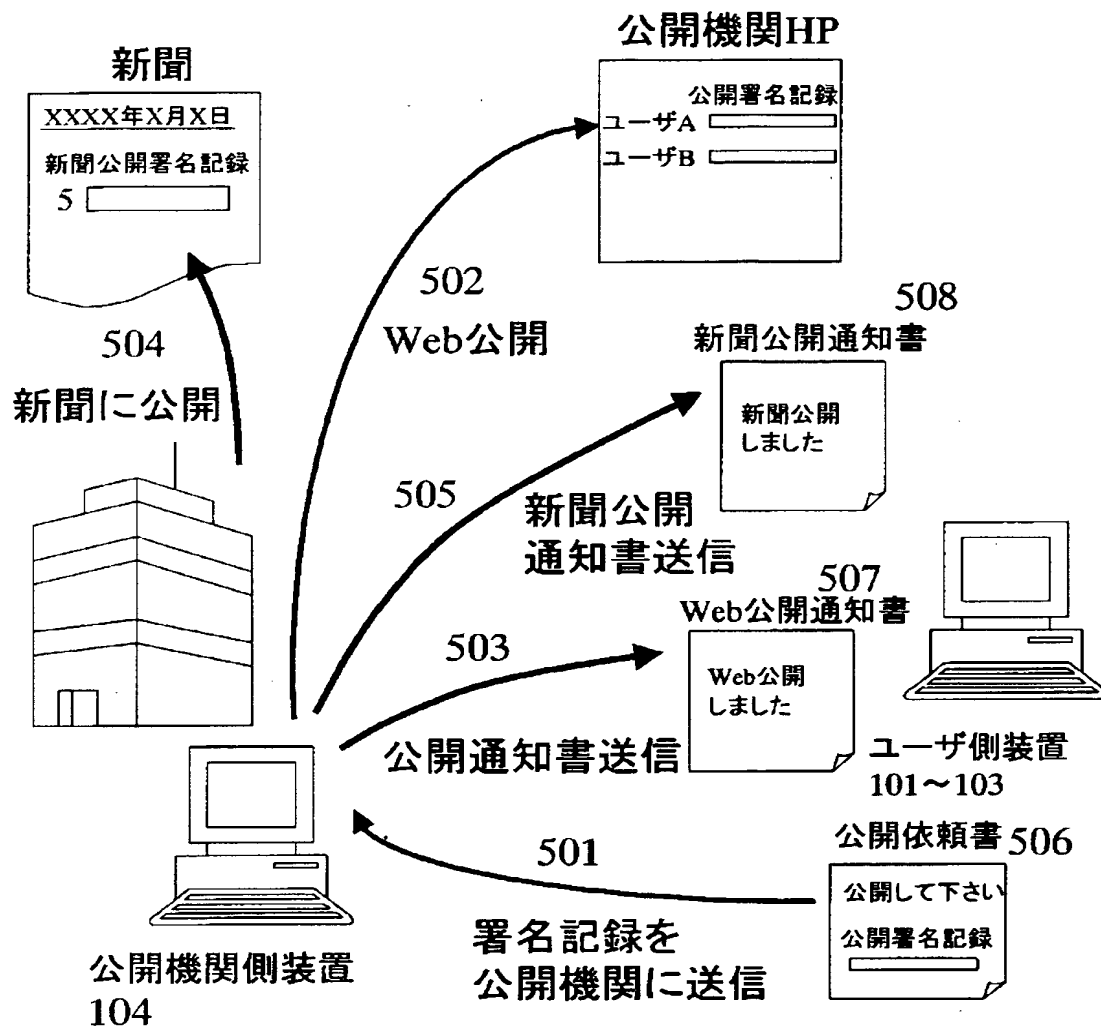 公開機関HP
公開署名記録
ユーザA
ユーザB
新聞
XXXX年X月X日
新聞公開署名記録
5
504
新聞に公開
502
Web公開
508
新聞公開通知書
新聞公開
しました
505
新聞公開
通知書送信
507
Web公開通知書
Web公開
しました
503
公開通知書送信
ユーザ側装置
101～103
公開依頼書 506
公開して下さい
公開署名記録
501
署名記録を
公開機関に送信
公開機関側装置
104